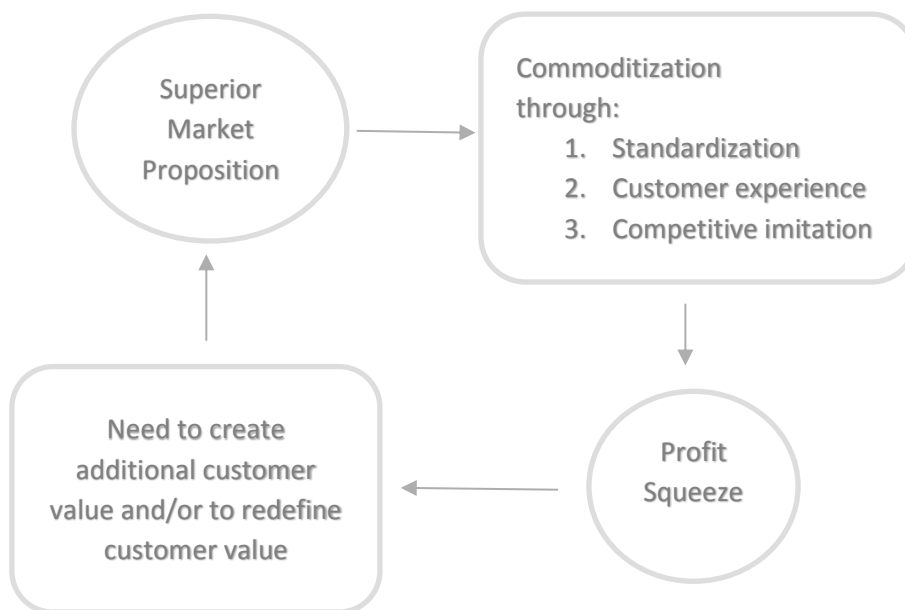 Superior
Market
Proposition
Commoditization
through:
1. Standardization
2. Customer experience
3. Competitive imitation
Profit
Squeeze
Need to create
additional customer
value and/or to redefine
customer value